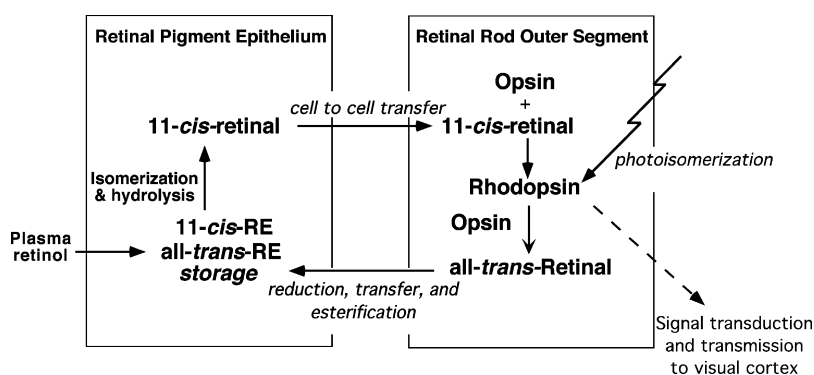 Retinal Pigment Epithelium
Retinal Rod Outer Segment
Opsin
+
11-cis-retinal
cell to cell transfer
11-cis-retinal
photoisomerization
Isomerization
& hydrolysis
Rhodopsin
Opsin
Plasma
retinol
11-cis-RE
all-trans-RE
storage
all-trans-Retinal
reduction, transfer, and
esterification
Signal transduction
and transmission
to visual cortex